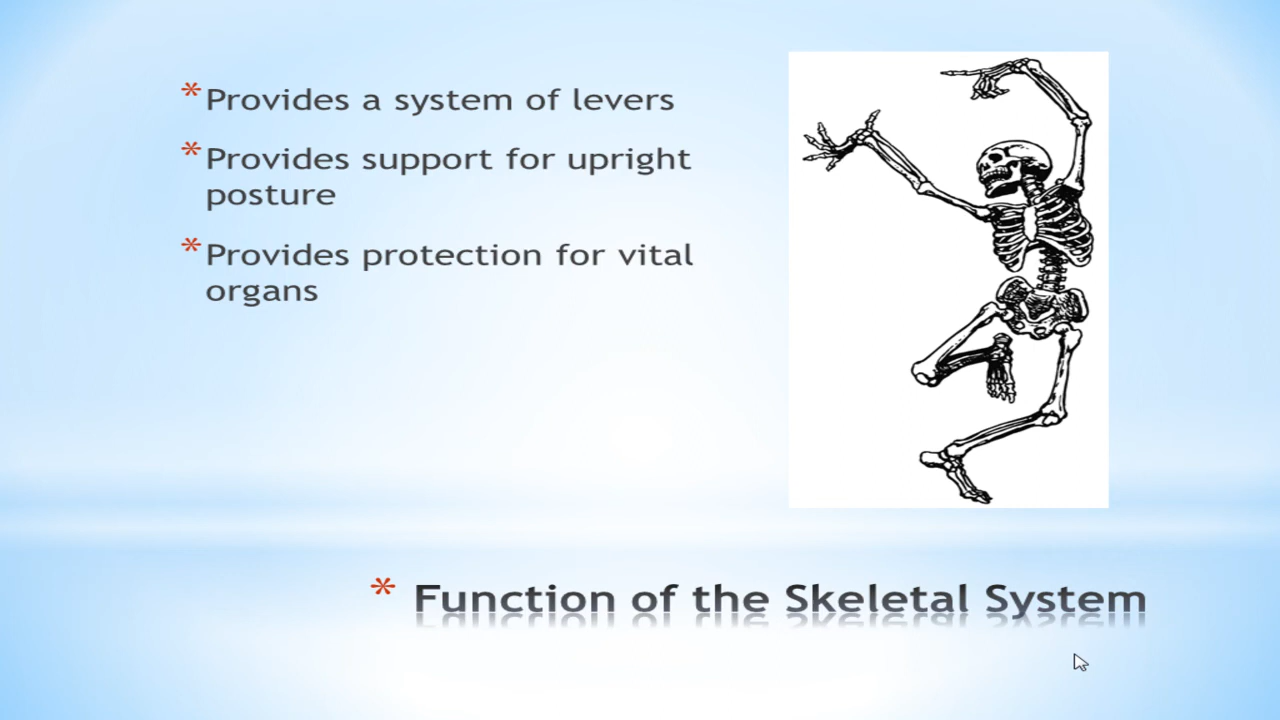 * Provides a system of levers
* Provides support for upright
posture
* Provides protection for vital
organs
* Function of the Skeletal System